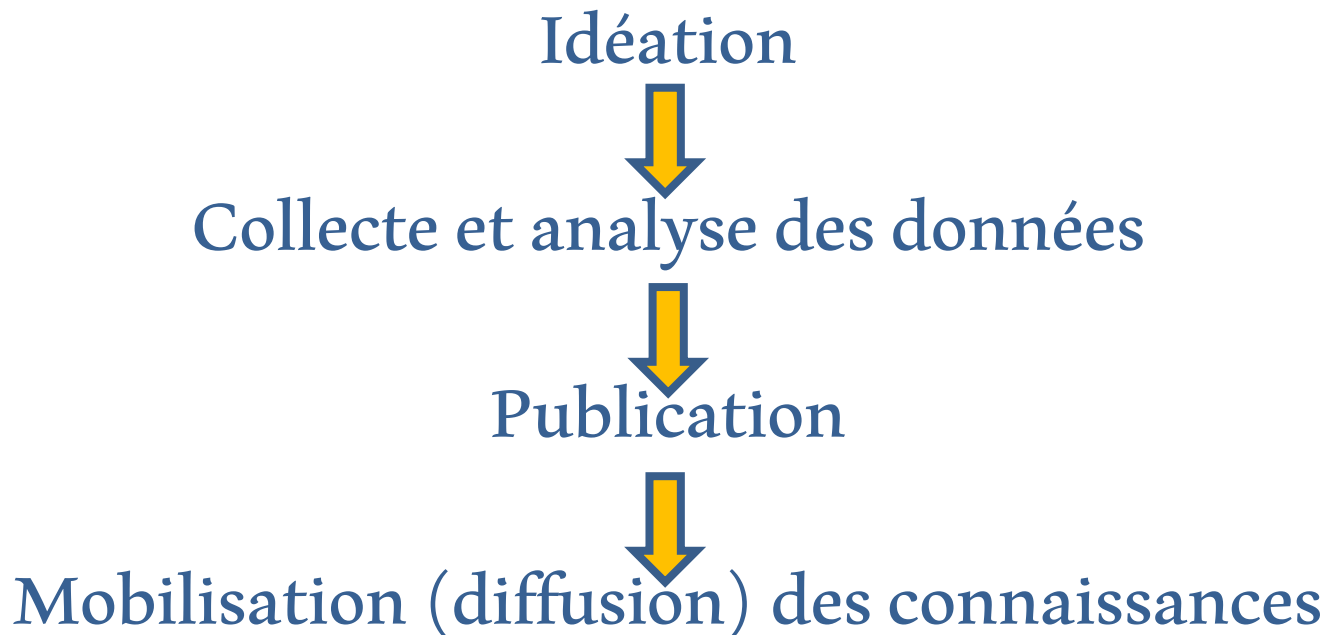 Idéation
Collecte et analyse des données
Publication
Mobilisation (diffusion) des connaissances